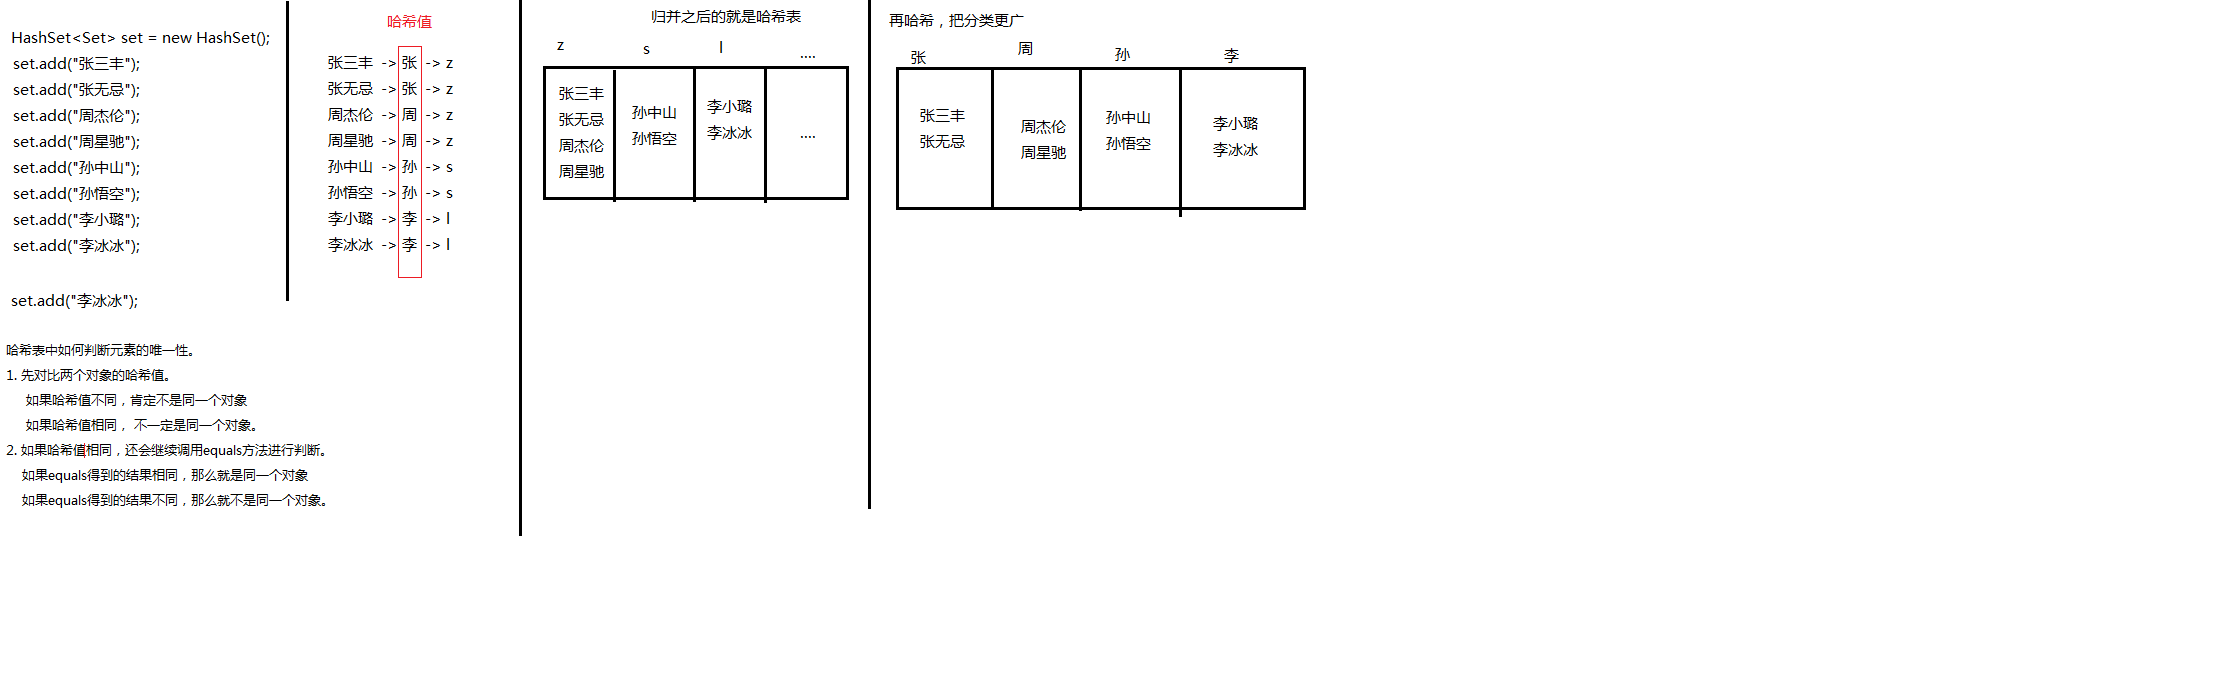 HashSet<Set> set = new HashSet();
set.add("张三丰");
set.add("张无忌");
set.add("周杰伦");
set.add("周星驰");
set.add("孙中山");
set.add("孙悟空");
set.add("李小璐");
set.add("李冰冰");
set.add("李冰冰");
哈希表中如何判断元素的唯一性。
1. 先对比两个对象的哈希值。
如果哈希值不同，肯定不是同一个对象
如果哈希值相同， 不一定是同一个对象。
2. 如果哈希值相同，还会继续调用equals方法进行判断。
如果equals得到的结果相同，那么就是同一个对象
如果equals得到的结果不同，那么就不是同一个对象。
哈希值
张三丰 -> 张 -> z
张无忌 -> 张 -> z
周杰伦 -> 周 -> z
周星驰 -> 周 -> z
孙中山 -> 孙 -> s
孙悟空 -> 孙 -> s
李小璐 -> 李 -> l
李冰冰 -> 李 -> l
归并之后的就是哈希表
z s l ....
张三丰
张无忌
周杰伦
周星驰
孙中山
孙悟空
李小璐
李冰冰
....
再哈希，把分类更广
张 周 孙 李
张三丰
张无忌
周杰伦
周星驰
孙中山
孙悟空
李小璐
李冰冰